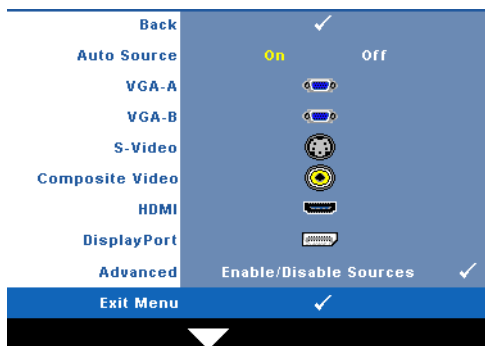 Back
Auto Source On Off
VGA-A
VGA-B
S-Video
Composite Video
HDMI
DisplayPort
Advanced Enable/Disable Sources
Exit Menu